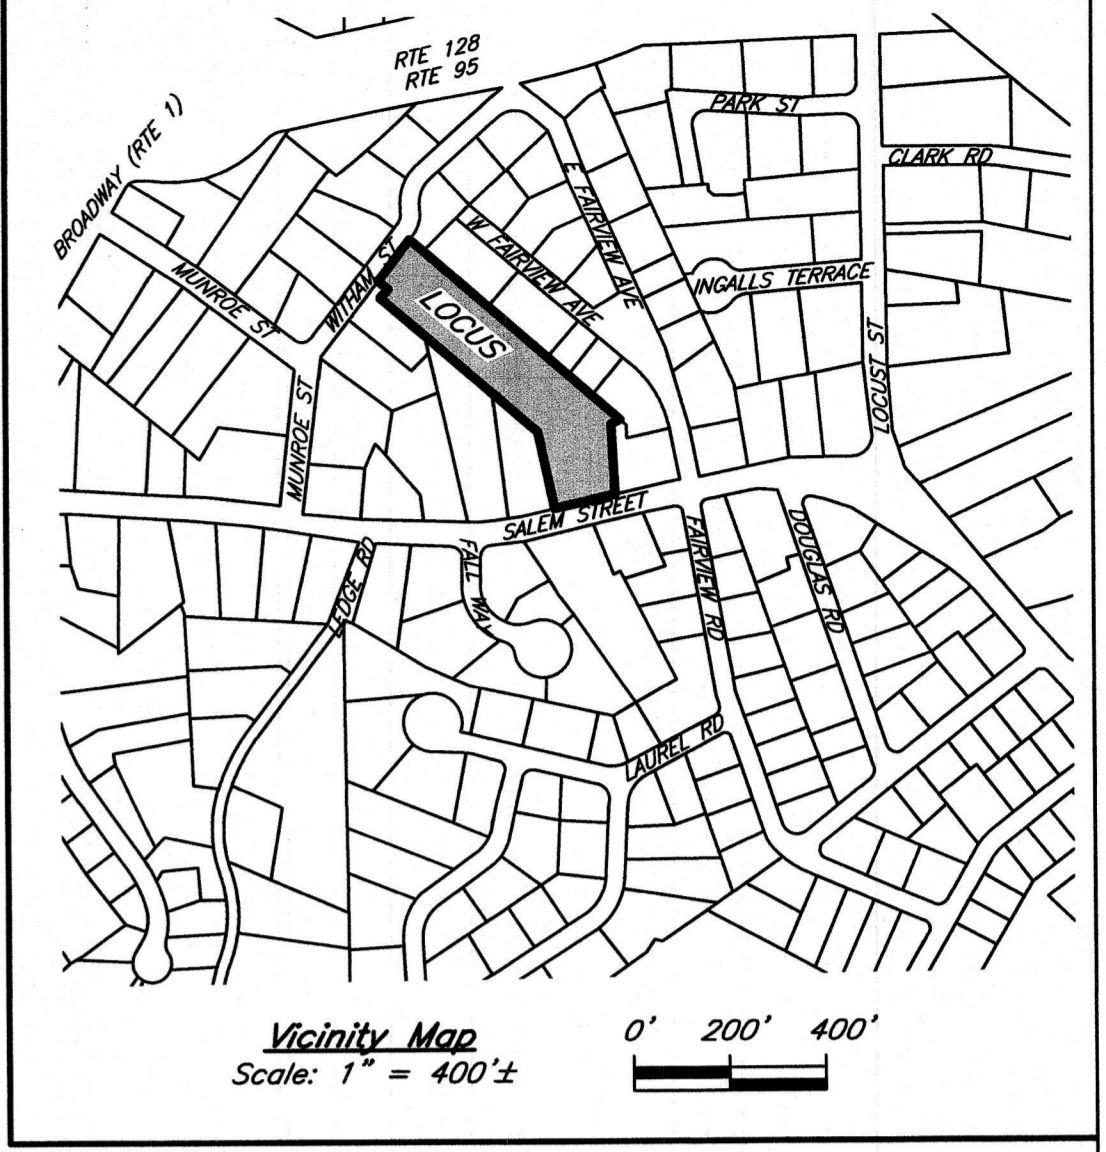 RTE 128
RTE 95
BROADWAY (RTE 1)
PARK ST
CLARK RD
E FAIRVIEW AVE
W FAIRVIEW AVE
MUNROE ST
WITHAM ST
LOCUS
INGALLS TERRACE
LOCUST ST
MUNROE ST
SALEM STREET
LEDGE RD
FALL WAY
FAIRVIEW RD
DOUGLAS RD
LAUREL RD
Vicinity Map
Scale: 1" = 400'±
0' 200' 400'